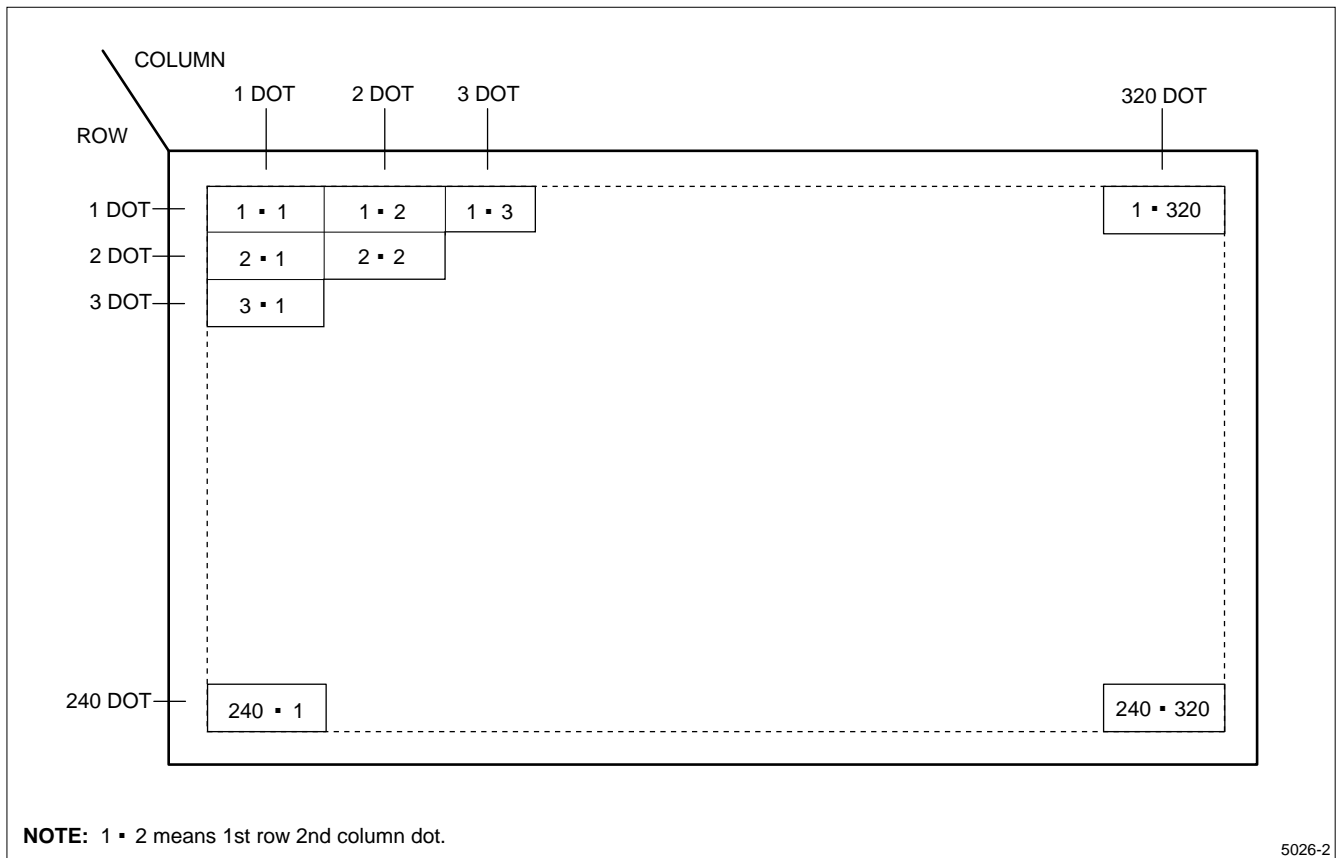 COLUMN
1 DOT 2 DOT 3 DOT 320 DOT
ROW
1 DOT 1 ▪ 1 1 ▪ 2 1 ▪ 3 1 ▪ 320
2 DOT 2 ▪ 1 2 ▪ 2
3 DOT 3 ▪ 1
240 DOT 240 ▪ 1 240 ▪ 320
NOTE: 1 ▪ 2 means 1st row 2nd column dot.
5026-2